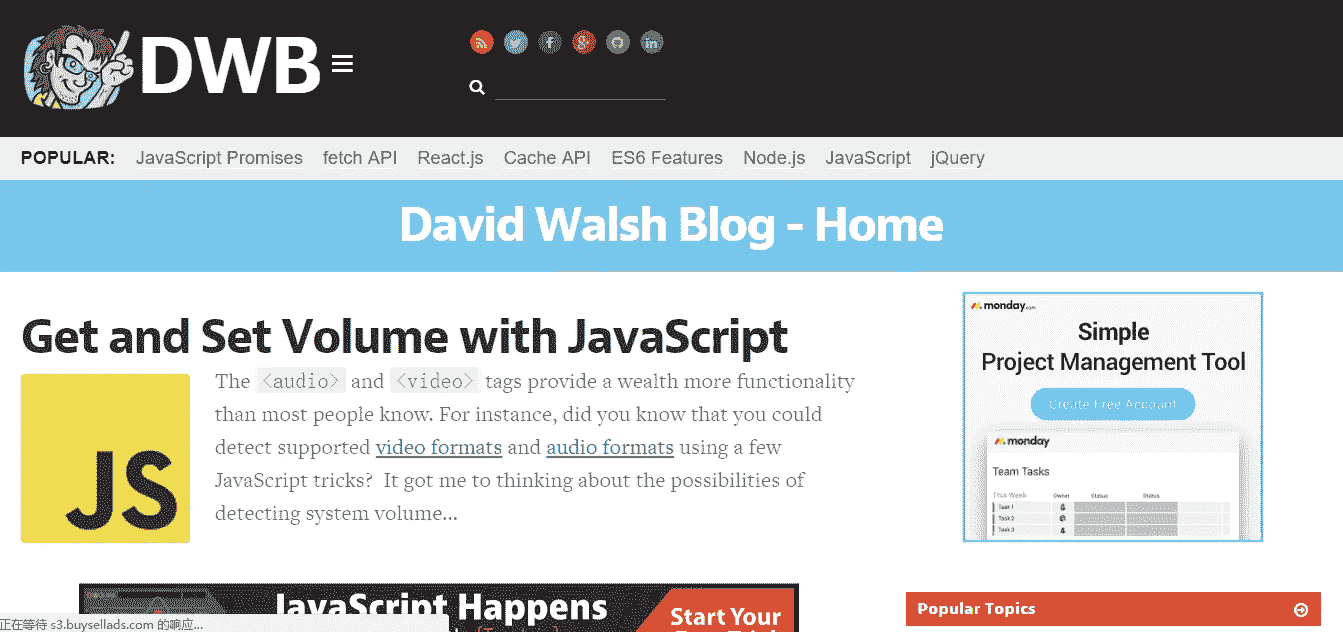 DWB
POPULAR: JavaScript Promises fetch API React.js Cache API ES6 Features Node.js JavaScript jQuery
David Walsh Blog - Home
Get and Set Volume with JavaScript
The <audio> and <video> tags provide a wealth more functionality
than most people know. For instance, did you know that you could
detect supported video formats and audio formats using a few
JavaScript tricks? It got me to thinking about the possibilities of
detecting system volume...
JS
monday.com
Simple
Project Management Tool
Create Free Account
monday
Team Tasks
This Week Owner Status Status
Task 1
Task 2
Task 3
JavaScript Happens
Start Your
Popular Topics
正在等待 s3.buysellads.com 的响应...